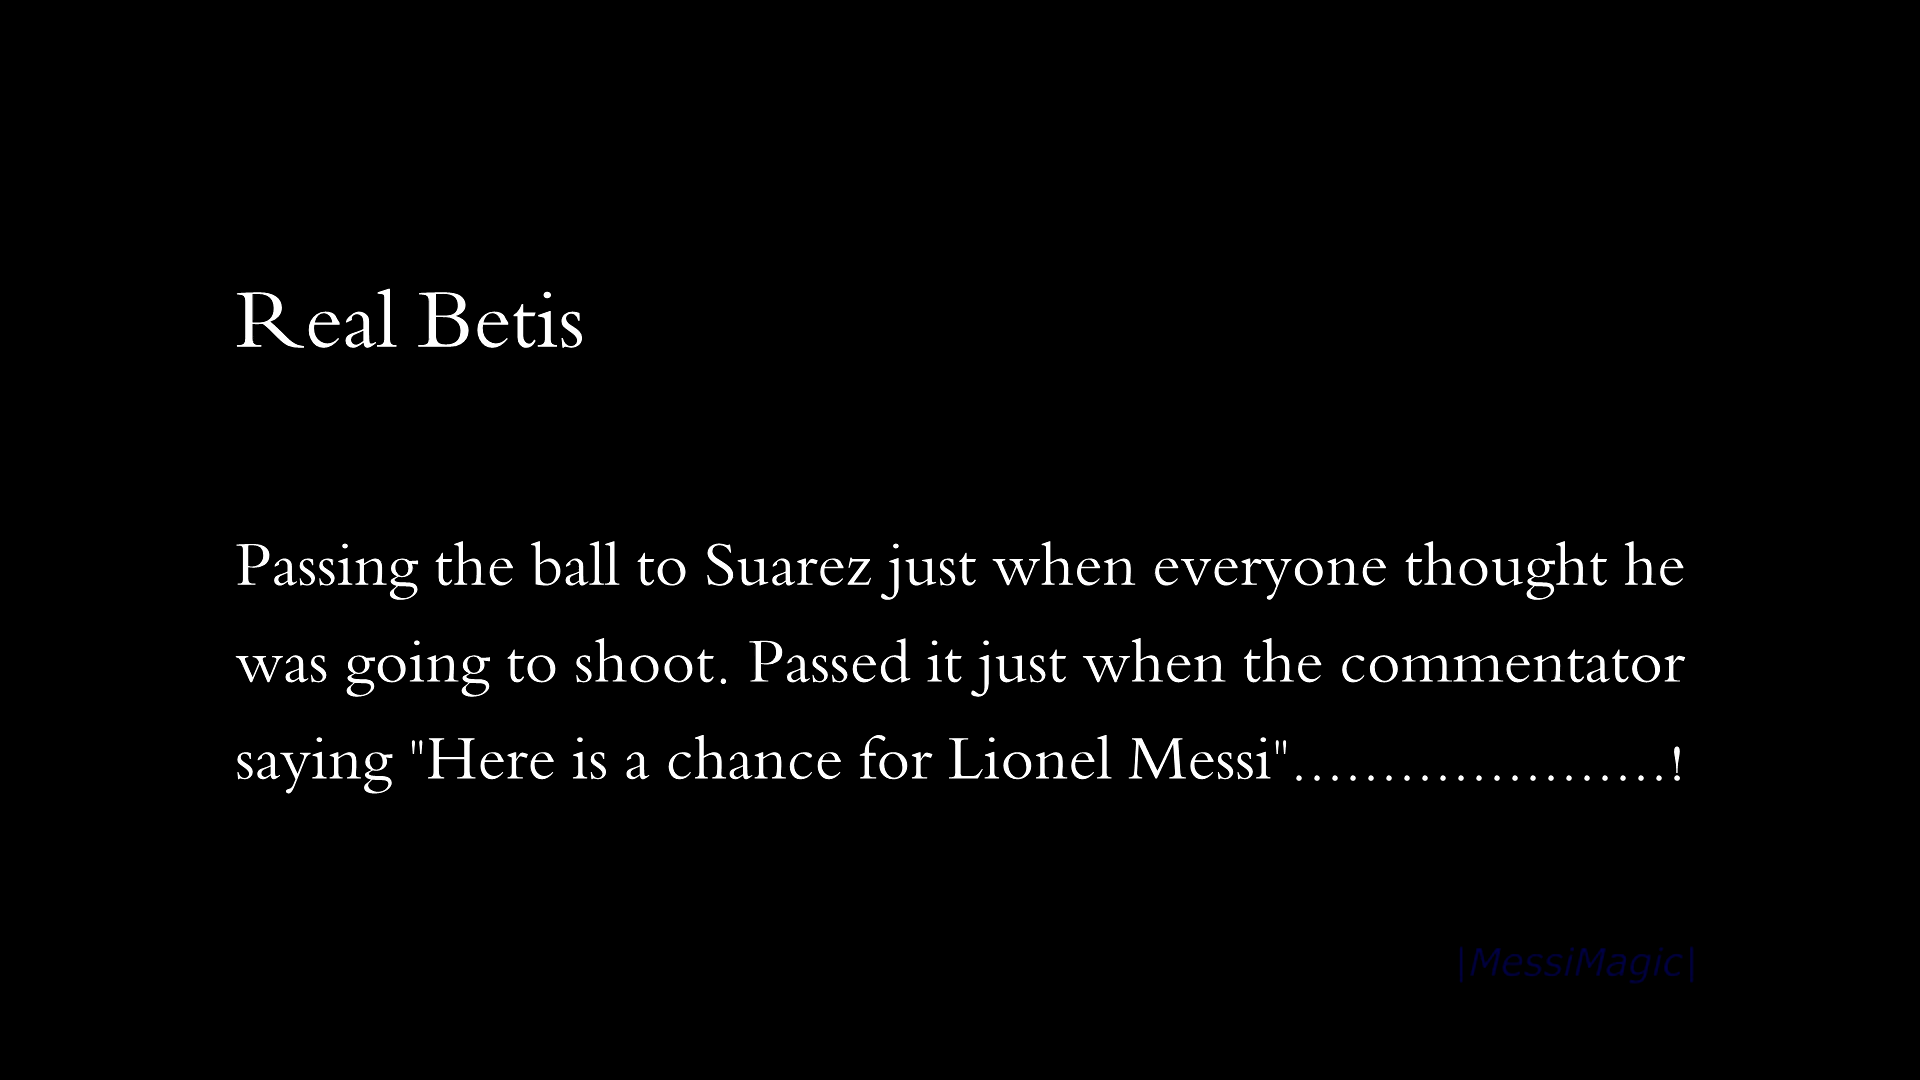 Real Betis
Passing the ball to Suarez just when everyone thought he
was going to shoot. Passed it just when the commentator
saying "Here is a chance for Lionel Messi".....................!
|MessiMagic|